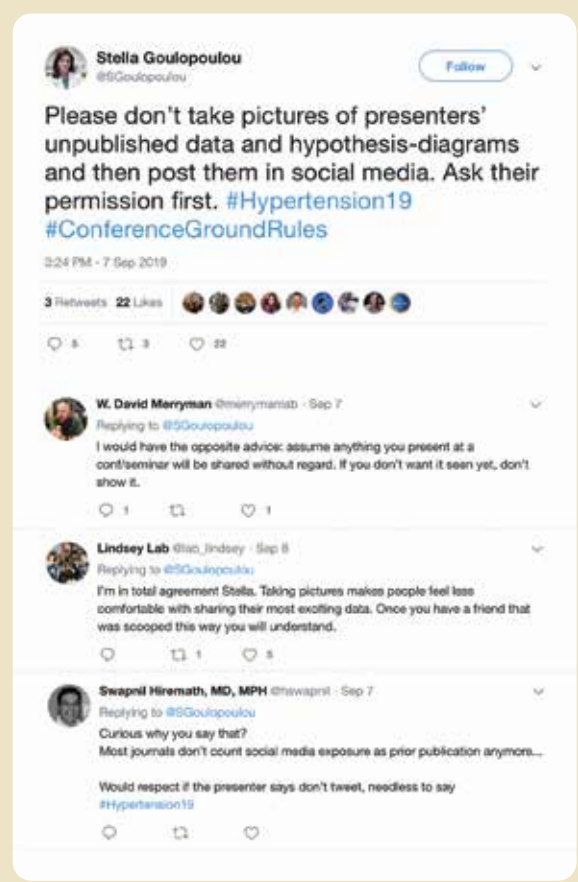 Stella Goulopoulou
@SGoulopoulou
Follow
Please don't take pictures of presenters'
unpublished data and hypothesis-diagrams
and then post them in social media. Ask their
permission first. #Hypertension19
#ConferenceGroundRules
2:24 PM - 7 Sep 2019
3 Retweets 22 Likes
5 3 22
W. David Merryman @merrymanlab · Sep 7
Replying to @SGoulopoulou
I would have the opposite advice: assume anything you present at a
conf/seminar will be shared without regard. If you don't want it seen yet, don't
show it.
1 1
Lindsey Lab @lab_lindsey · Sep 8
Replying to @SGoulopoulou
I'm in total agreement Stella. Taking pictures makes people feel less
comfortable with sharing their most exciting data. Once you have a friend that
was scooped this way you will understand.
1 5
Swapnil Hiremath, MD, MPH @hswapnil · Sep 7
Replying to @SGoulopoulou
Curious why you say that?
Most journals don't count social media exposure as prior publication anymore...
Would respect if the presenter says don't tweet, needless to say
#Hypertension19